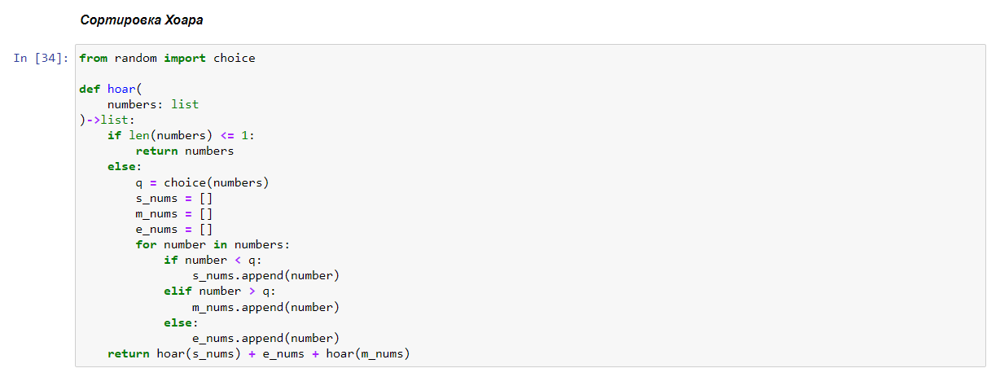 Сортировка Хоара
In [34]: from random import choice

def hoar(
    numbers: list
)->list:
    if len(numbers) <= 1:
        return numbers
    else:
        q = choice(numbers)
        s_nums = []
        m_nums = []
        e_nums = []
        for number in numbers:
            if number < q:
                s_nums.append(number)
            elif number > q:
                m_nums.append(number)
            else:
                e_nums.append(number)
    return hoar(s_nums) + e_nums + hoar(m_nums)